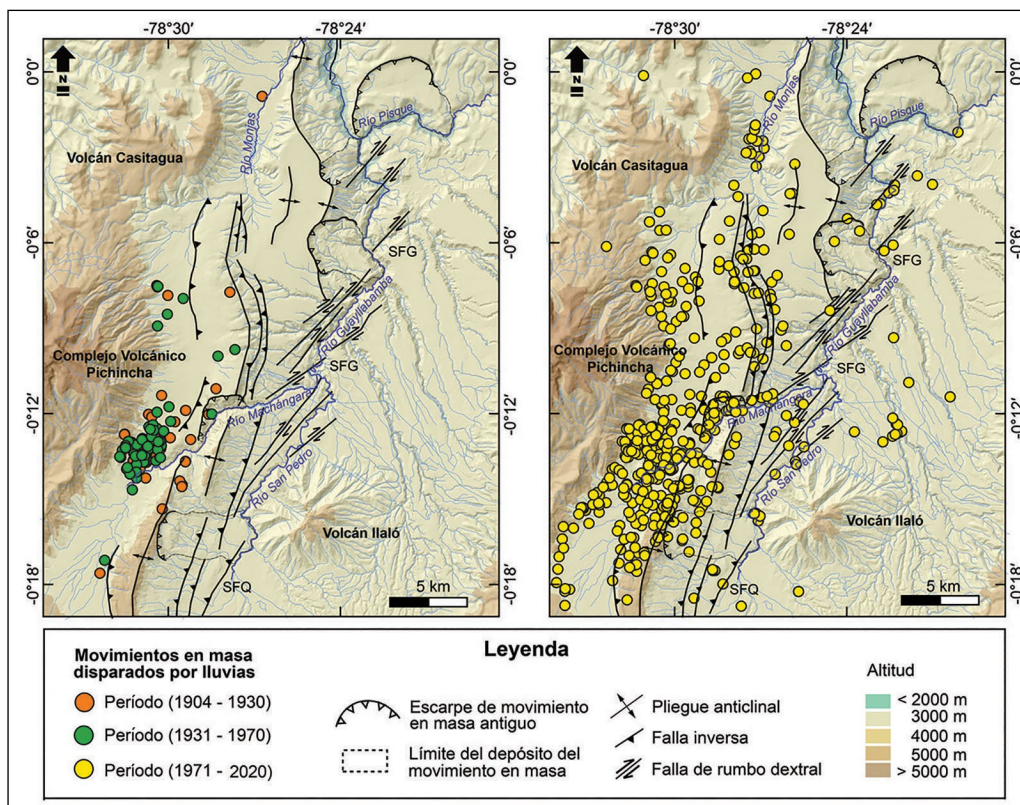 -78°30'
-78°24'
0°0'
N
Río Monjas
Río Pisque
Volcán Casitagua
-0°6'
SFG
Río Guayllabamba
Complejo Volcánico
Pichincha
SFG
-0°12'
Río Machángara
Río San Pedro
Volcán Ilaló
-0°18'
SFQ
5 km
-78°30'
-78°24'
0°0'
N
Río Monjas
Río Pisque
Volcán Casitagua
-0°6'
SFG
Río Guayllabamba
Complejo Volcánico
Pichincha
SFG
-0°12'
Río Machángara
Río San Pedro
Volcán Ilaló
-0°18'
SFQ
5 km
Leyenda
Movimientos en masa
disparados por lluvias
Período (1904 - 1930)
Período (1931 - 1970)
Período (1971 - 2020)
Escarpe de movimiento
en masa antiguo
Límite del depósito del
movimiento en masa
Pliegue anticlinal
Falla inversa
Falla de rumbo dextral
Altitud
< 2000 m
3000 m
4000 m
5000 m
> 5000 m